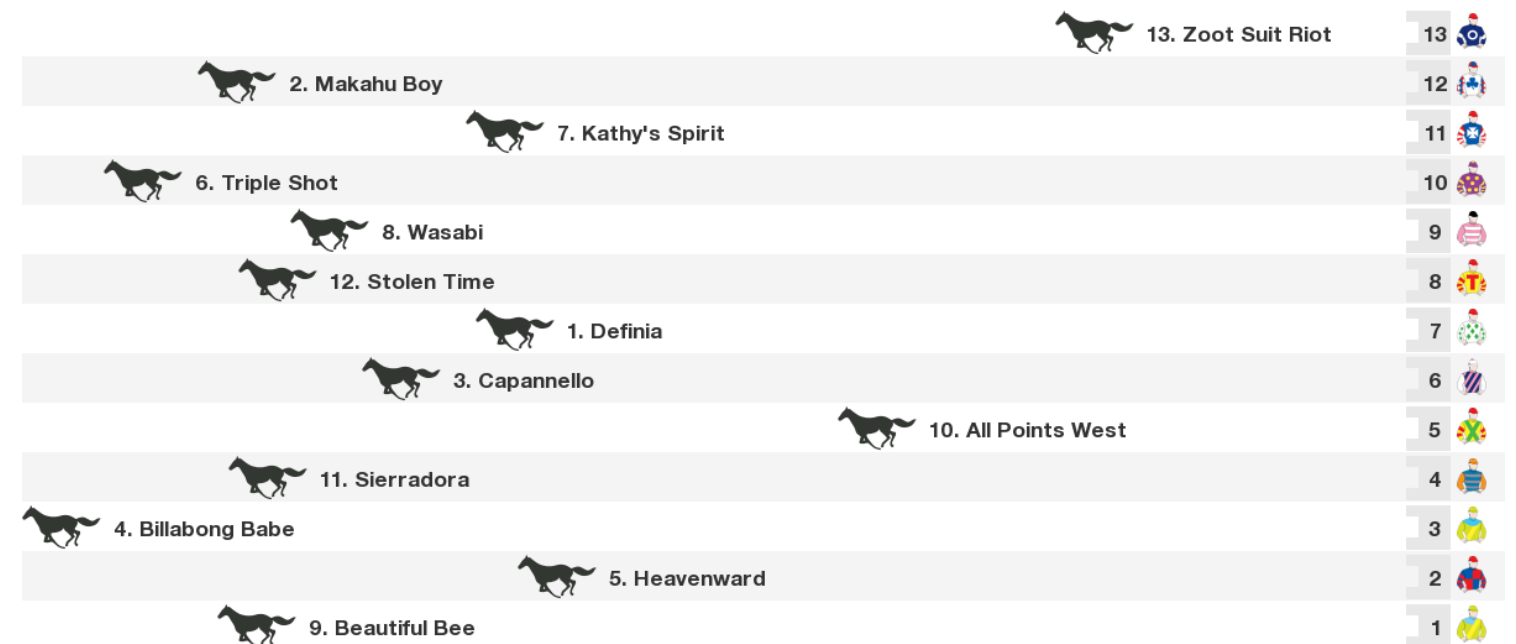 13. Zoot Suit Riot 13
2. Makahu Boy 12
7. Kathy's Spirit 11
6. Triple Shot 10
8. Wasabi 9
12. Stolen Time 8
T
1. Definia 7
3. Capannello 6
10. All Points West 5
11. Sierradora 4
4. Billabong Babe 3
5. Heavenward 2
9. Beautiful Bee 1